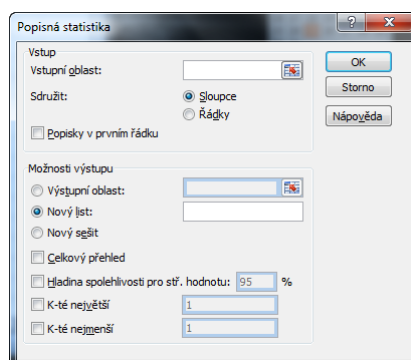 Popisná statistika
Vstup
Vstupní oblast:
Sdružit:
Sloupce
Řádky
Popisky v prvním řádku
OK
Storno
Nápověda
Možnosti výstupu
Výstupní oblast:
Nový list:
Nový sešit
Celkový přehled
Hladina spolehlivosti pro stř. hodnotu: 95 %
K-té největší 1
K-té nejmenší 1